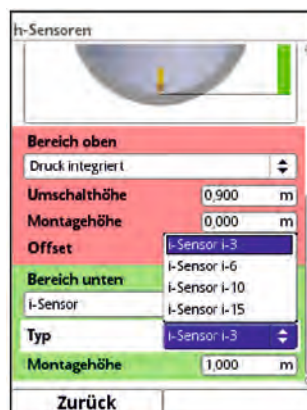 h-Sensoren
Bereich oben
Druck integriert
Umschalthöhe 0,900 m
Montagehöhe 0,000 m
Offset
i-Sensor i-3
i-Sensor i-6
Bereich unten
i-Sensor i-10
i-Sensor
i-Sensor i-15
Typ i-Sensor i-3
Montagehöhe 1,000 m
Zurück